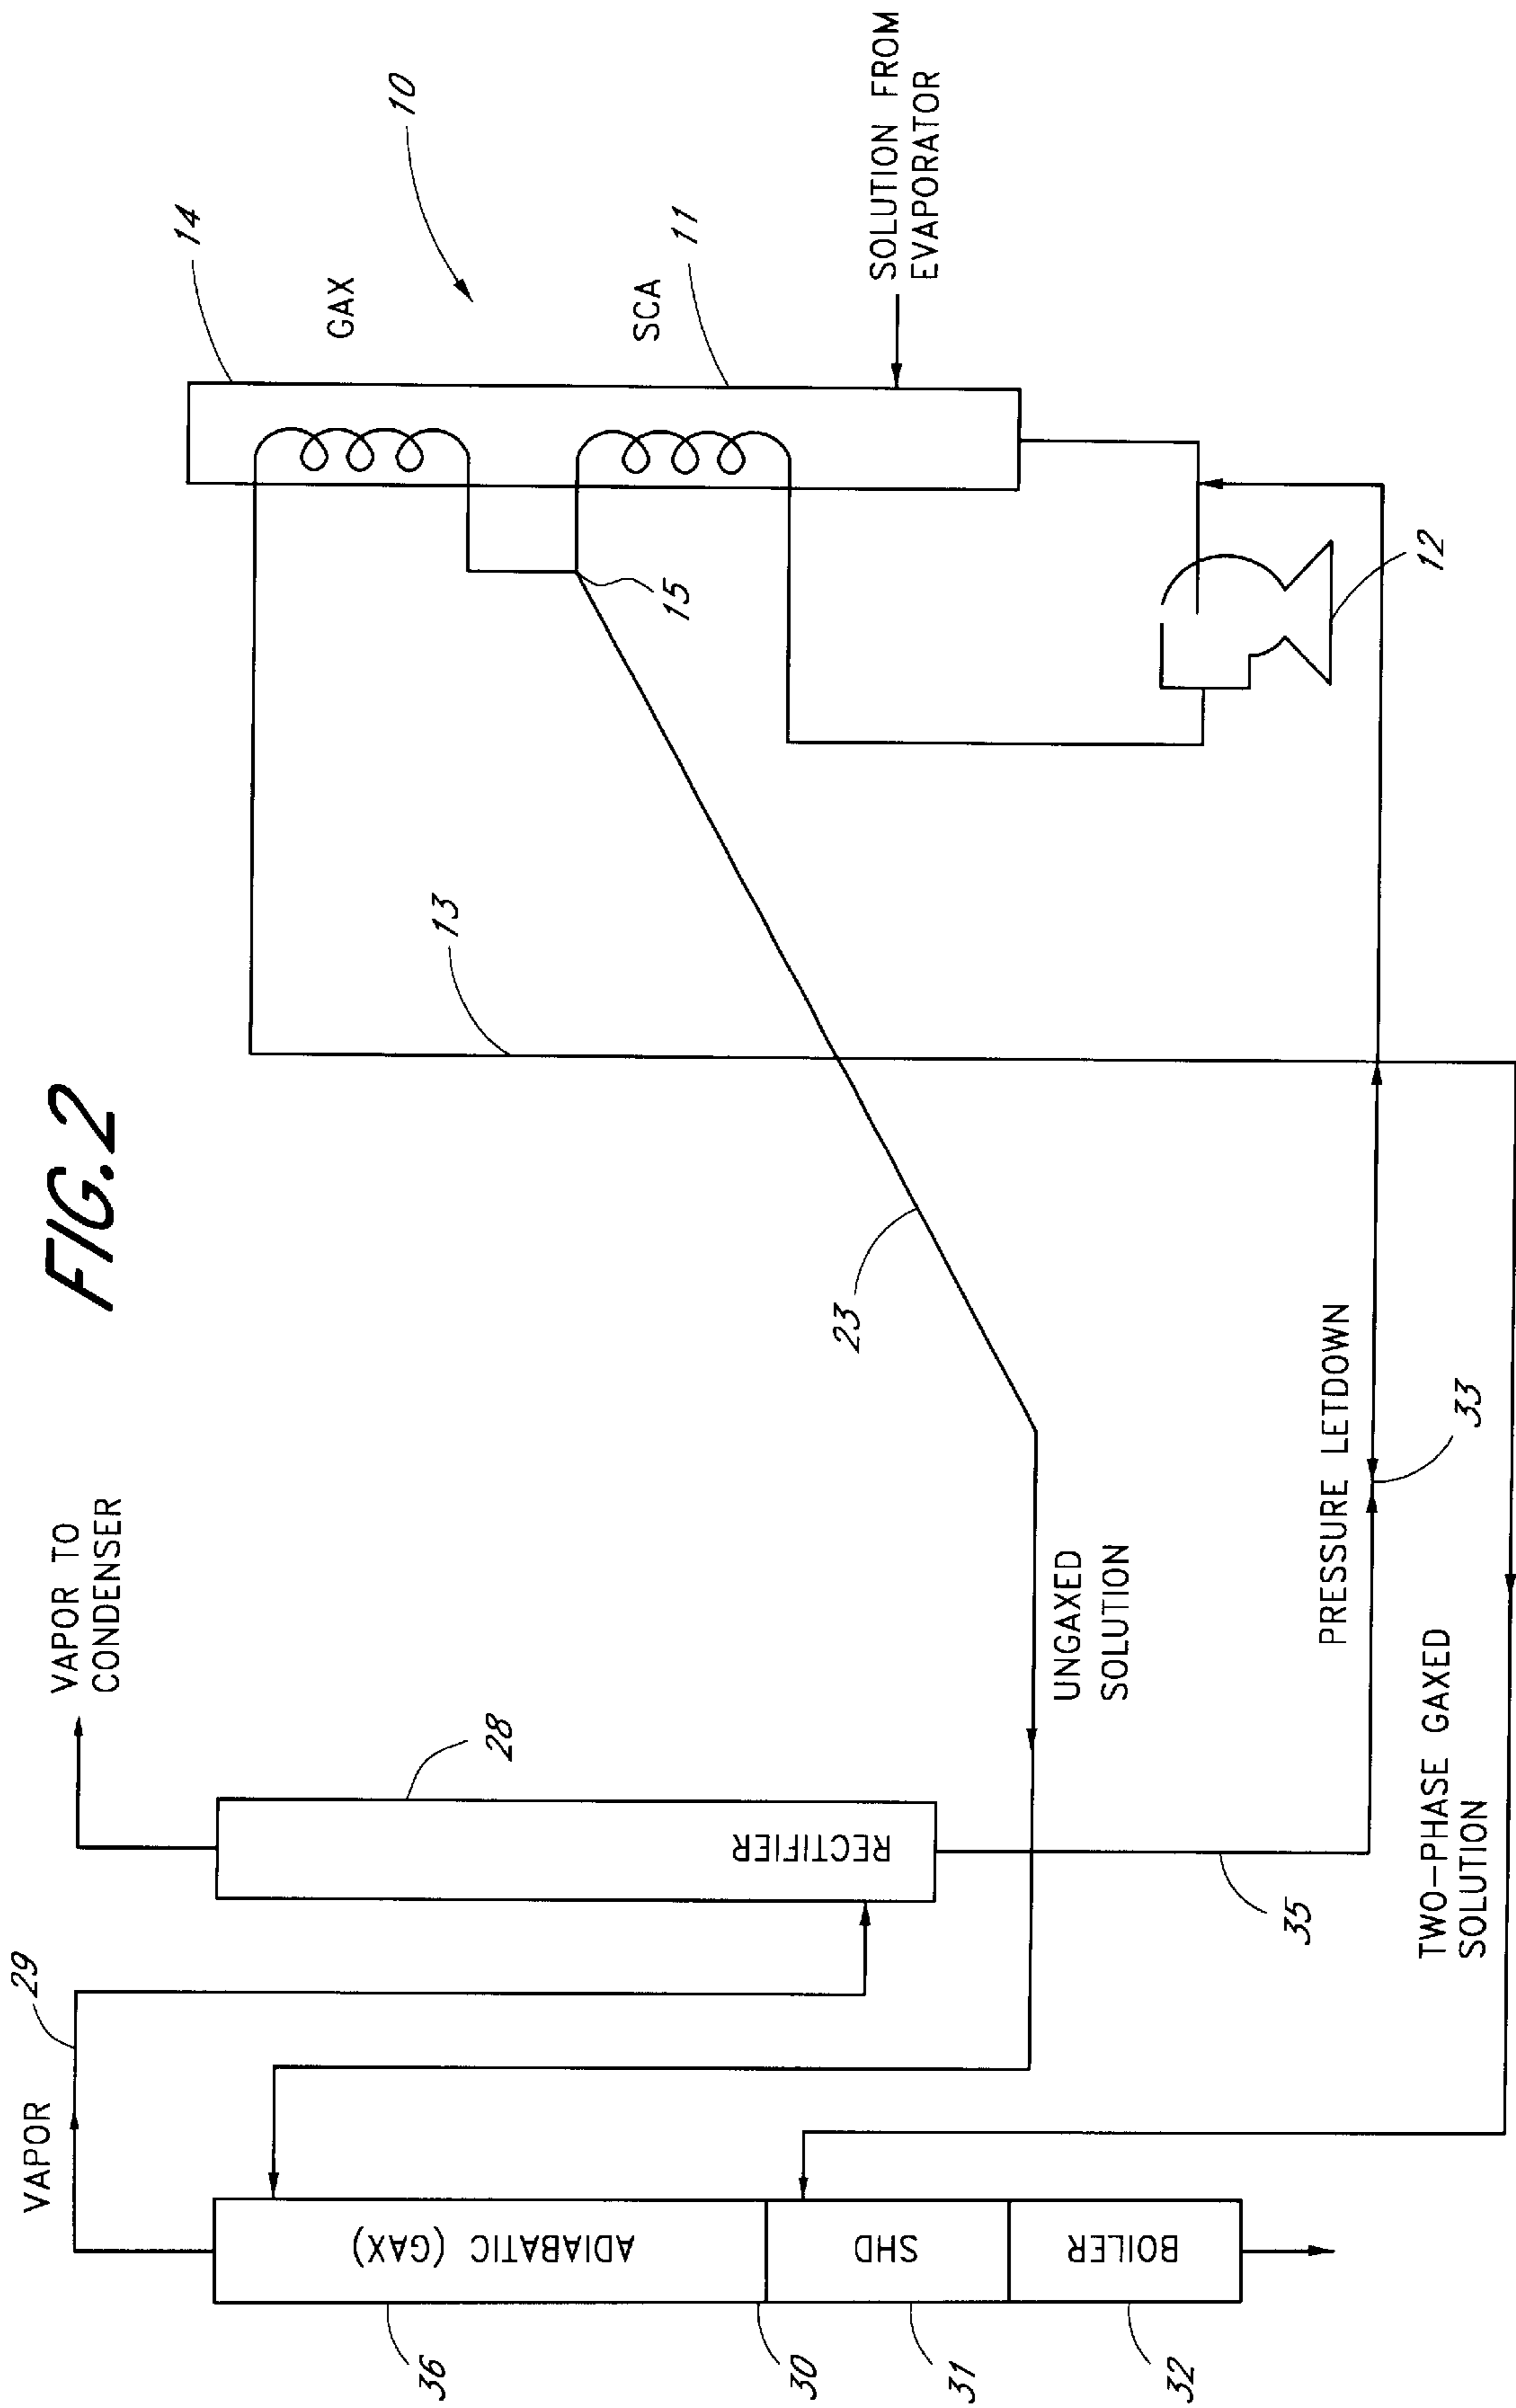 FIG.2
VAPOR
29
VAPOR TO
CONDENSER
28
RECTIFIER
36
ADIABATIC (GAX)
30
31
SHD
32
BOILER
35
UNGAXED
SOLUTION
23
13
PRESSURE LETDOWN
33
TWO-PHASE GAXED
SOLUTION
14
GAX
10
SCA
11
15
12
SOLUTION FROM
EVAPORATOR